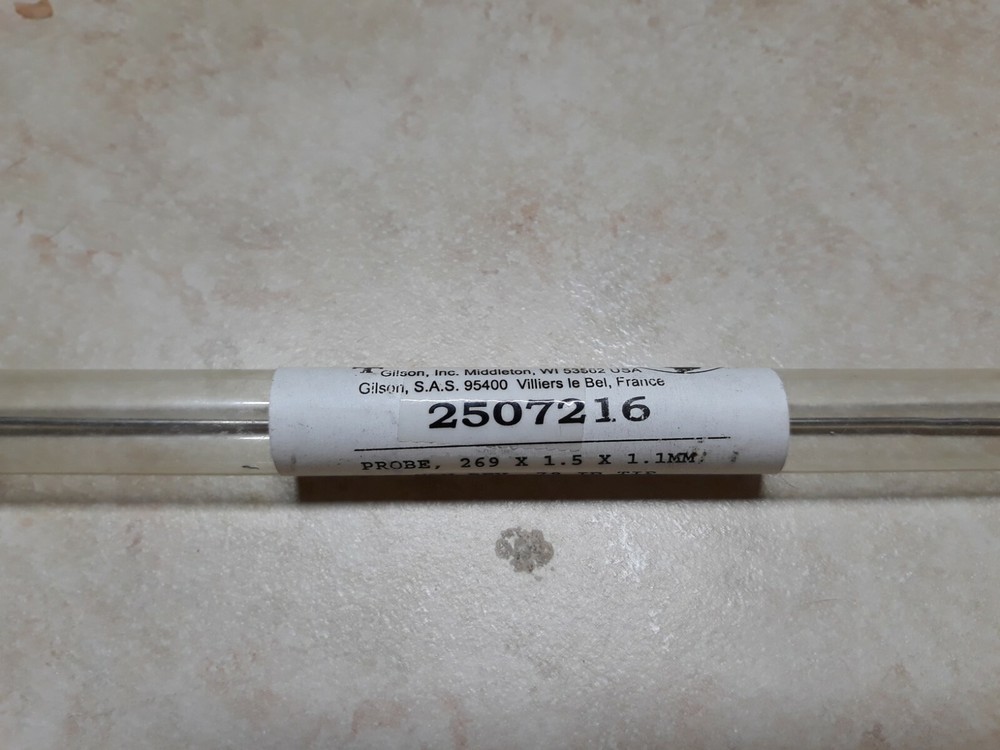 Gilson, Inc. Middleton, WI 53562 USA
Gilson, S.A.S. 95400 Villiers le Bel, France
2507216
PROBE, 269 X 1.5 X 1.1MM,